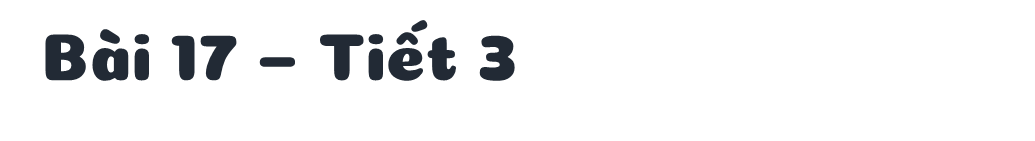 Bài 17 – Tiết 3